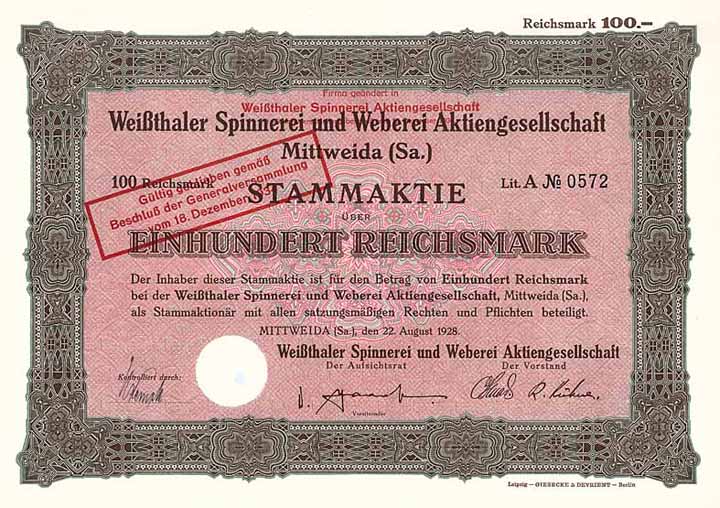 Reichsmark 100.—
Firma geändert in
Weißthaler Spinnerei Aktiengesellschaft
Weißthaler Spinnerei und Weberei Aktiengesellschaft
Mittweida (Sa.)
100 Reichsmark
Gültig geblieben gemäß
Beschluß der Generalversammlung
vom 18. Dezember
STAMMAKTIE
Lit. A № 0572
ÜBER
EINHUNDERT REICHSMARK
Der Inhaber dieser Stammaktie ist für den Betrag von Einhundert Reichsmark
bei der Weißthaler Spinnerei und Weberei Aktiengesellschaft, Mittweida (Sa.),
als Stammaktionär mit allen satzungsmäßigen Rechten und Pflichten beteiligt.
MITTWEIDA (Sa.), den 22. August 1928.
Weißthaler Spinnerei und Weberei Aktiengesellschaft
Der Aufsichtsrat Der Vorstand
Kontrolliert durch:
Vorsitzender
Leipzig — GIESECKE & DEVRIENT — Berlin